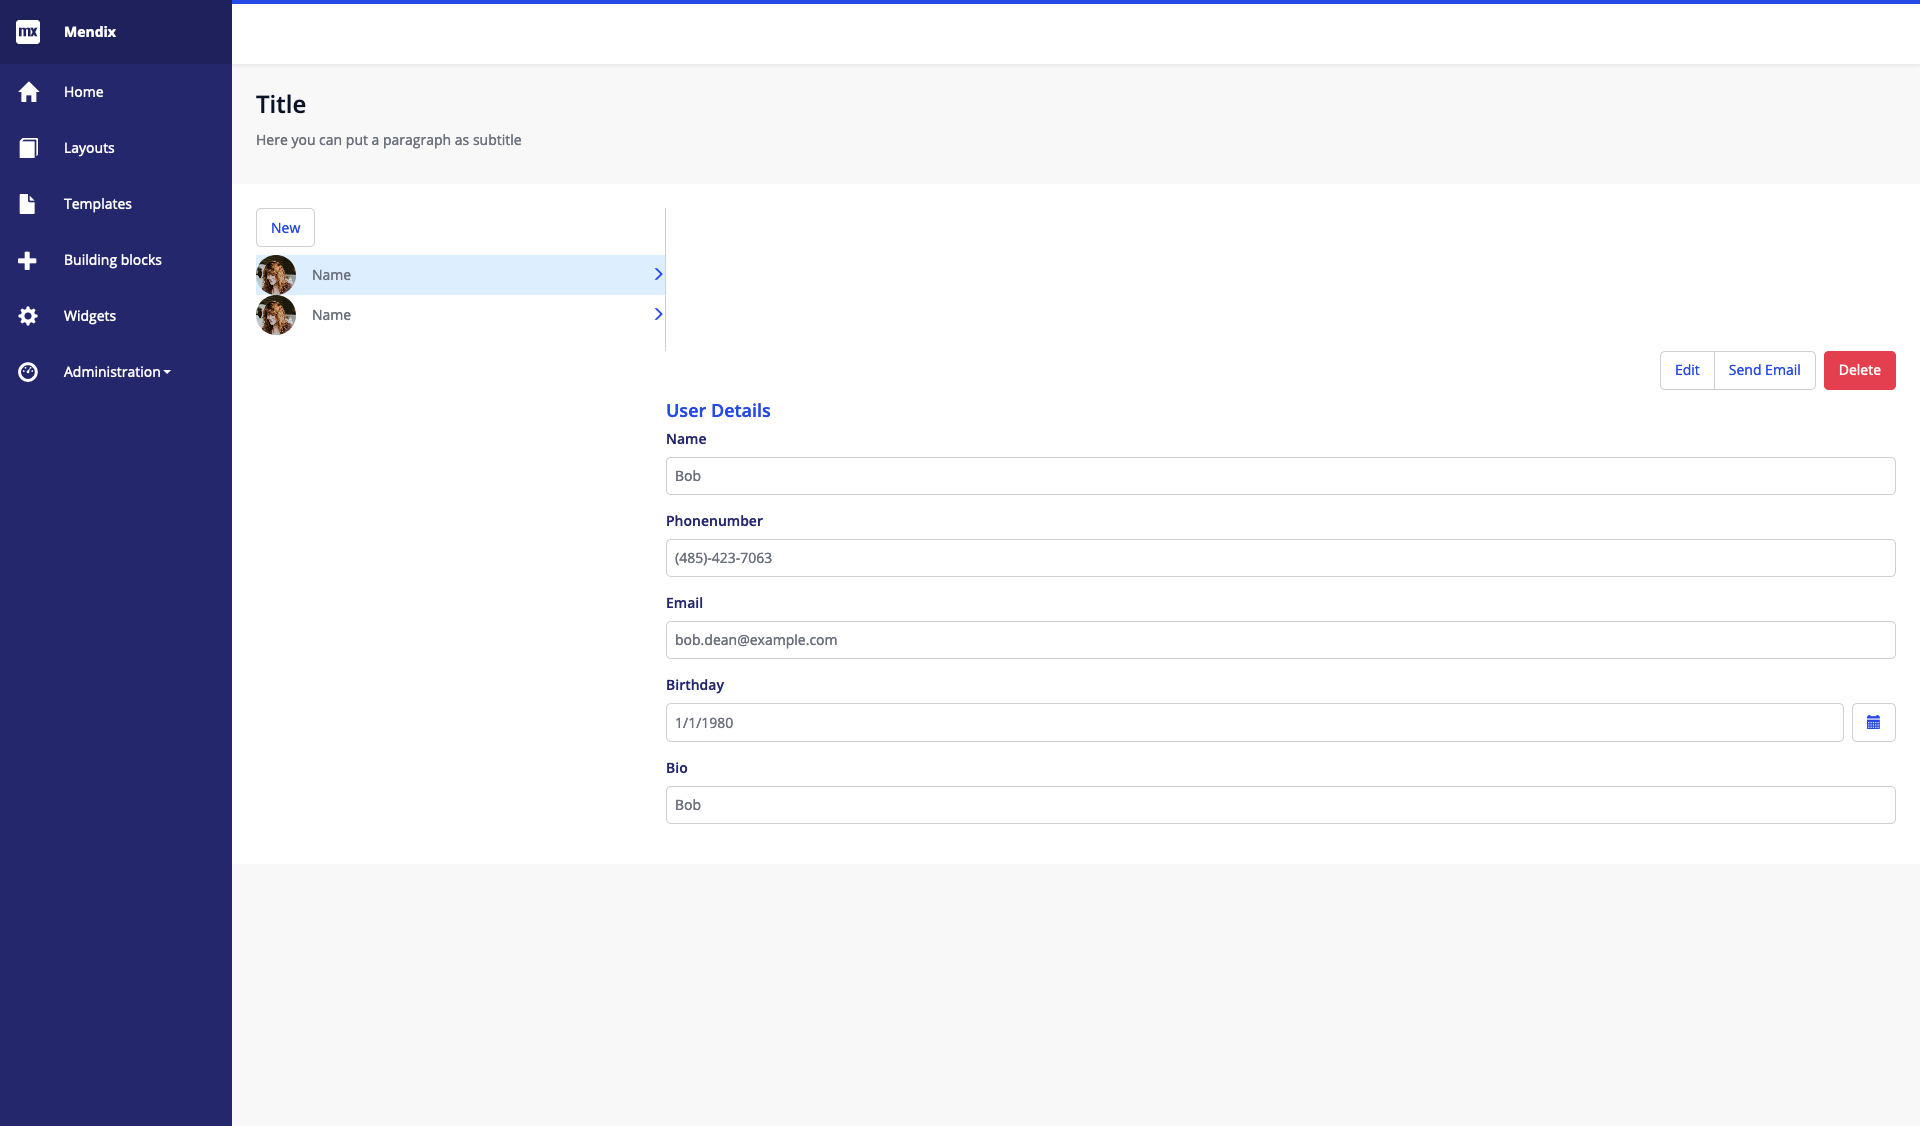 mx Mendix
Home
Layouts
Templates
Building blocks
Widgets
Administration
Title
Here you can put a paragraph as subtitle
New
Name
Name
Edit Send Email Delete
User Details
Name
Bob
Phonenumber
(485)-423-7063
Email
bob.dean@example.com
Birthday
1/1/1980
Bio
Bob